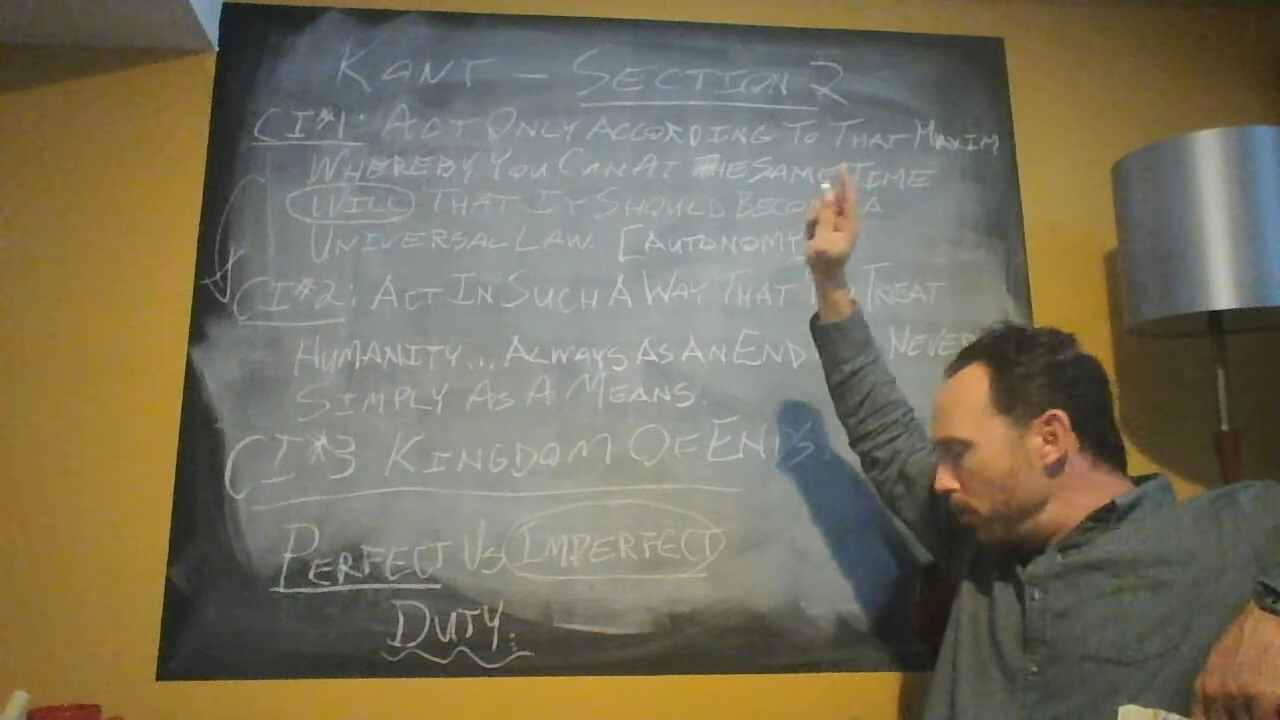 KANT - SECTION 2
CI#1: ACT ONLY ACCORDING TO THAT MAXIM
WHEREBY YOU CAN AT THE SAME TIME
WILL THAT IT SHOULD BECOME A
UNIVERSAL LAW. [AUTONOMY
CI#2: ACT IN SUCH A WAY THAT TREAT
HUMANITY... ALWAYS AS AN END NEVER
SIMPLY AS A MEANS.
CI#3 KINGDOM OF ENDS.
PERFECT VS IMPERFECT
DUTY: